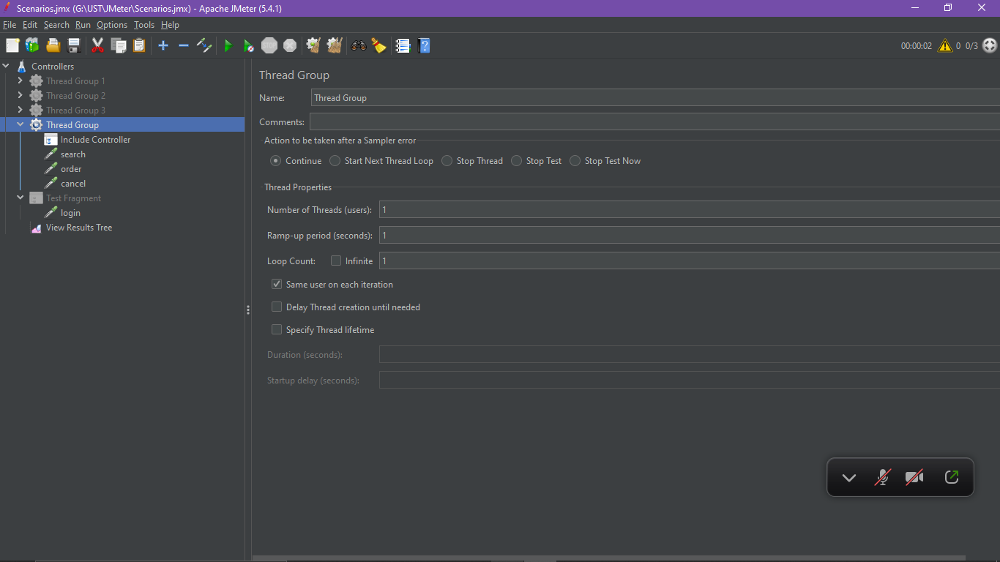 Scenarios.jmx (G:\UST\JMeter\Scenarios.jmx) - Apache JMeter (5.4.1)
File Edit Search Run Options Tools Help
STOP
00:00:02 0 0/3
Controllers
Thread Group 1
Thread Group 2
Thread Group 3
Thread Group
Include Controller
search
order
cancel
Test Fragment
login
View Results Tree
Thread Group
Name: Thread Group
Comments:
Action to be taken after a Sampler error
Continue Start Next Thread Loop Stop Thread Stop Test Stop Test Now
Thread Properties
Number of Threads (users): 1
Ramp-up period (seconds): 1
Loop Count: Infinite 1
Same user on each iteration
Delay Thread creation until needed
Specify Thread lifetime
Duration (seconds):
Startup delay (seconds):